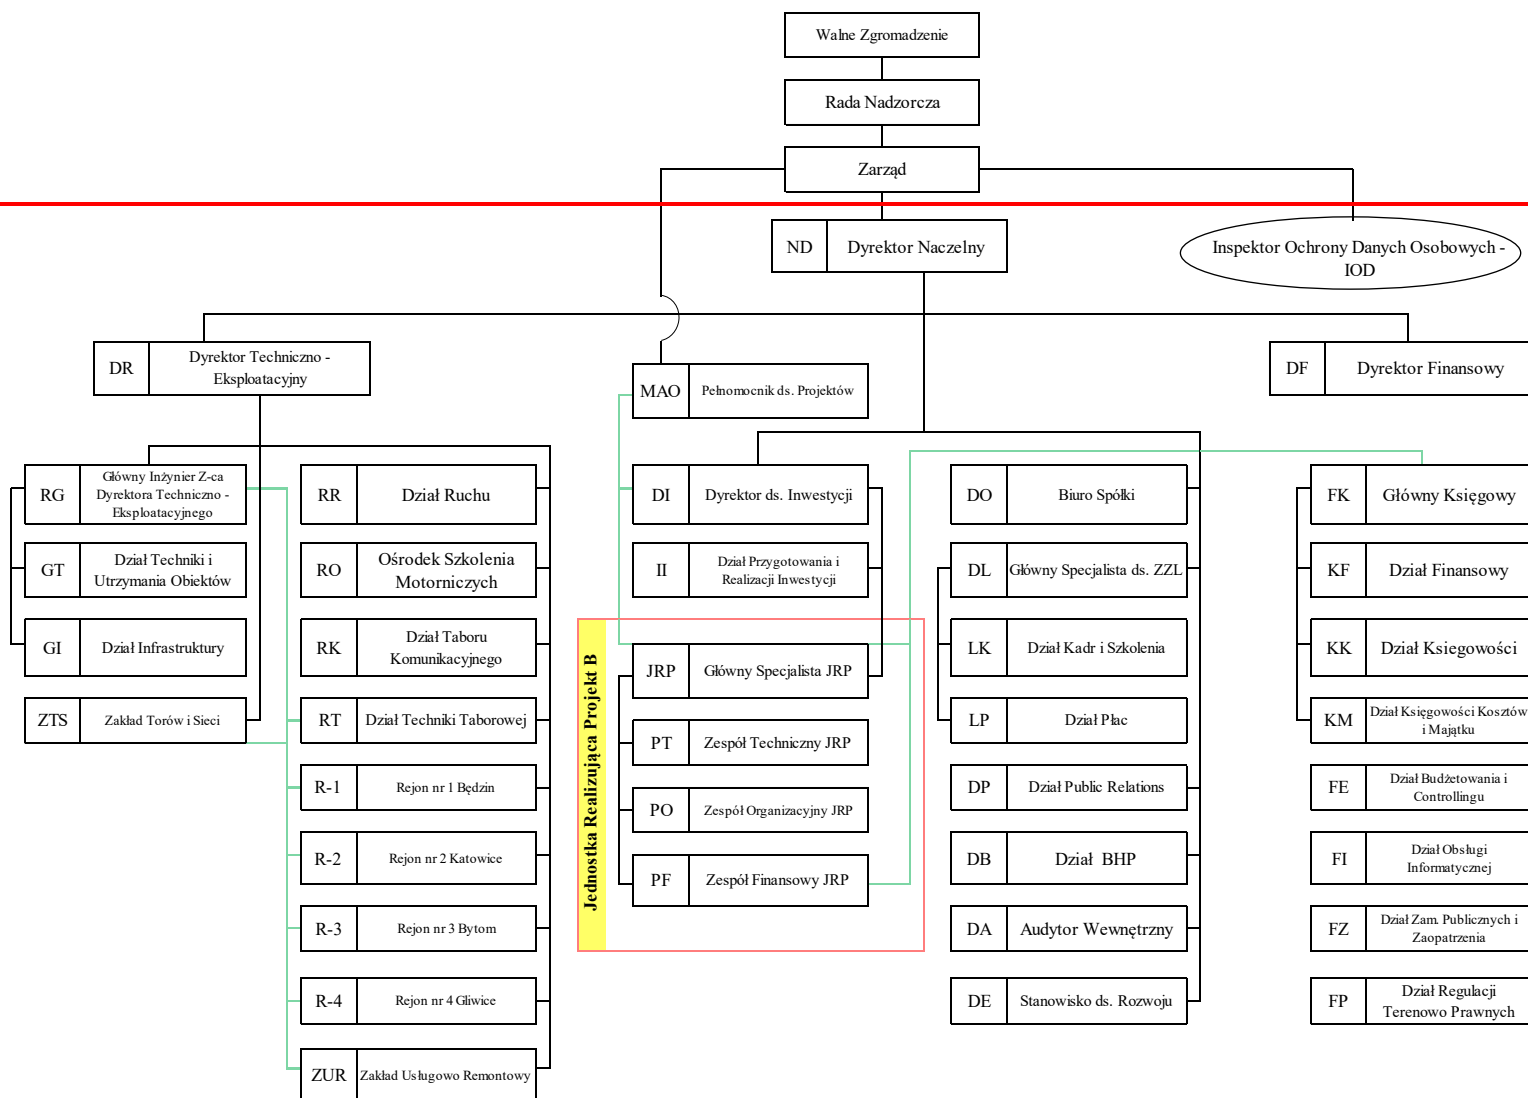 Walne Zgromadzenie
Rada Nadzorcza
Zarząd
ND
Dyrektor Naczelny
Inspektor Ochrony Danych Osobowych -
IOD
DR
Dyrektor Techniczno -
Eksploatacyjny
MAO
Pełnomocnik ds. Projektów
DF
Dyrektor Finansowy
RG
Główny Inżynier Z-ca
Dyrektora Techniczno -
Eksploatacyjnego
GT
Dział Techniki i
Utrzymania Obiektów
GI
Dział Infrastruktury
ZTS
Zakład Torów i Sieci
RR
Dział Ruchu
RO
Ośrodek Szkolenia
Motorniczych
RK
Dział Taboru
Komunikacyjnego
RT
Dział Techniki Taborowej
R-1
Rejon nr 1 Będzin
R-2
Rejon nr 2 Katowice
R-3
Rejon nr 3 Bytom
R-4
Rejon nr 4 Gliwice
ZUR
Zakład Usługowo Remontowy
DI
Dyrektor ds. Inwestycji
II
Dział Przygotowania i
Realizacji Inwestycji
Jednostka Realizująca Projekt B
JRP
Główny Specjalista JRP
PT
Zespół Techniczny JRP
PO
Zespół Organizacyjny JRP
PF
Zespół Finansowy JRP
DO
Biuro Spółki
DL
Główny Specjalista ds. ZZL
LK
Dział Kadr i Szkolenia
LP
Dział Płac
DP
Dział Public Relations
DB
Dział BHP
DA
Audytor Wewnętrzny
DE
Stanowisko ds. Rozwoju
FK
Główny Księgowy
KF
Dział Finansowy
KK
Dział Ksiegowości
KM
Dział Księgowości Kosztów
i Majątku
FE
Dział Budżetowania i
Controllingu
FI
Dział Obsługi
Informatycznej
FZ
Dział Zam. Publicznych i
Zaopatrzenia
FP
Dział Regulacji
Terenowo Prawnych